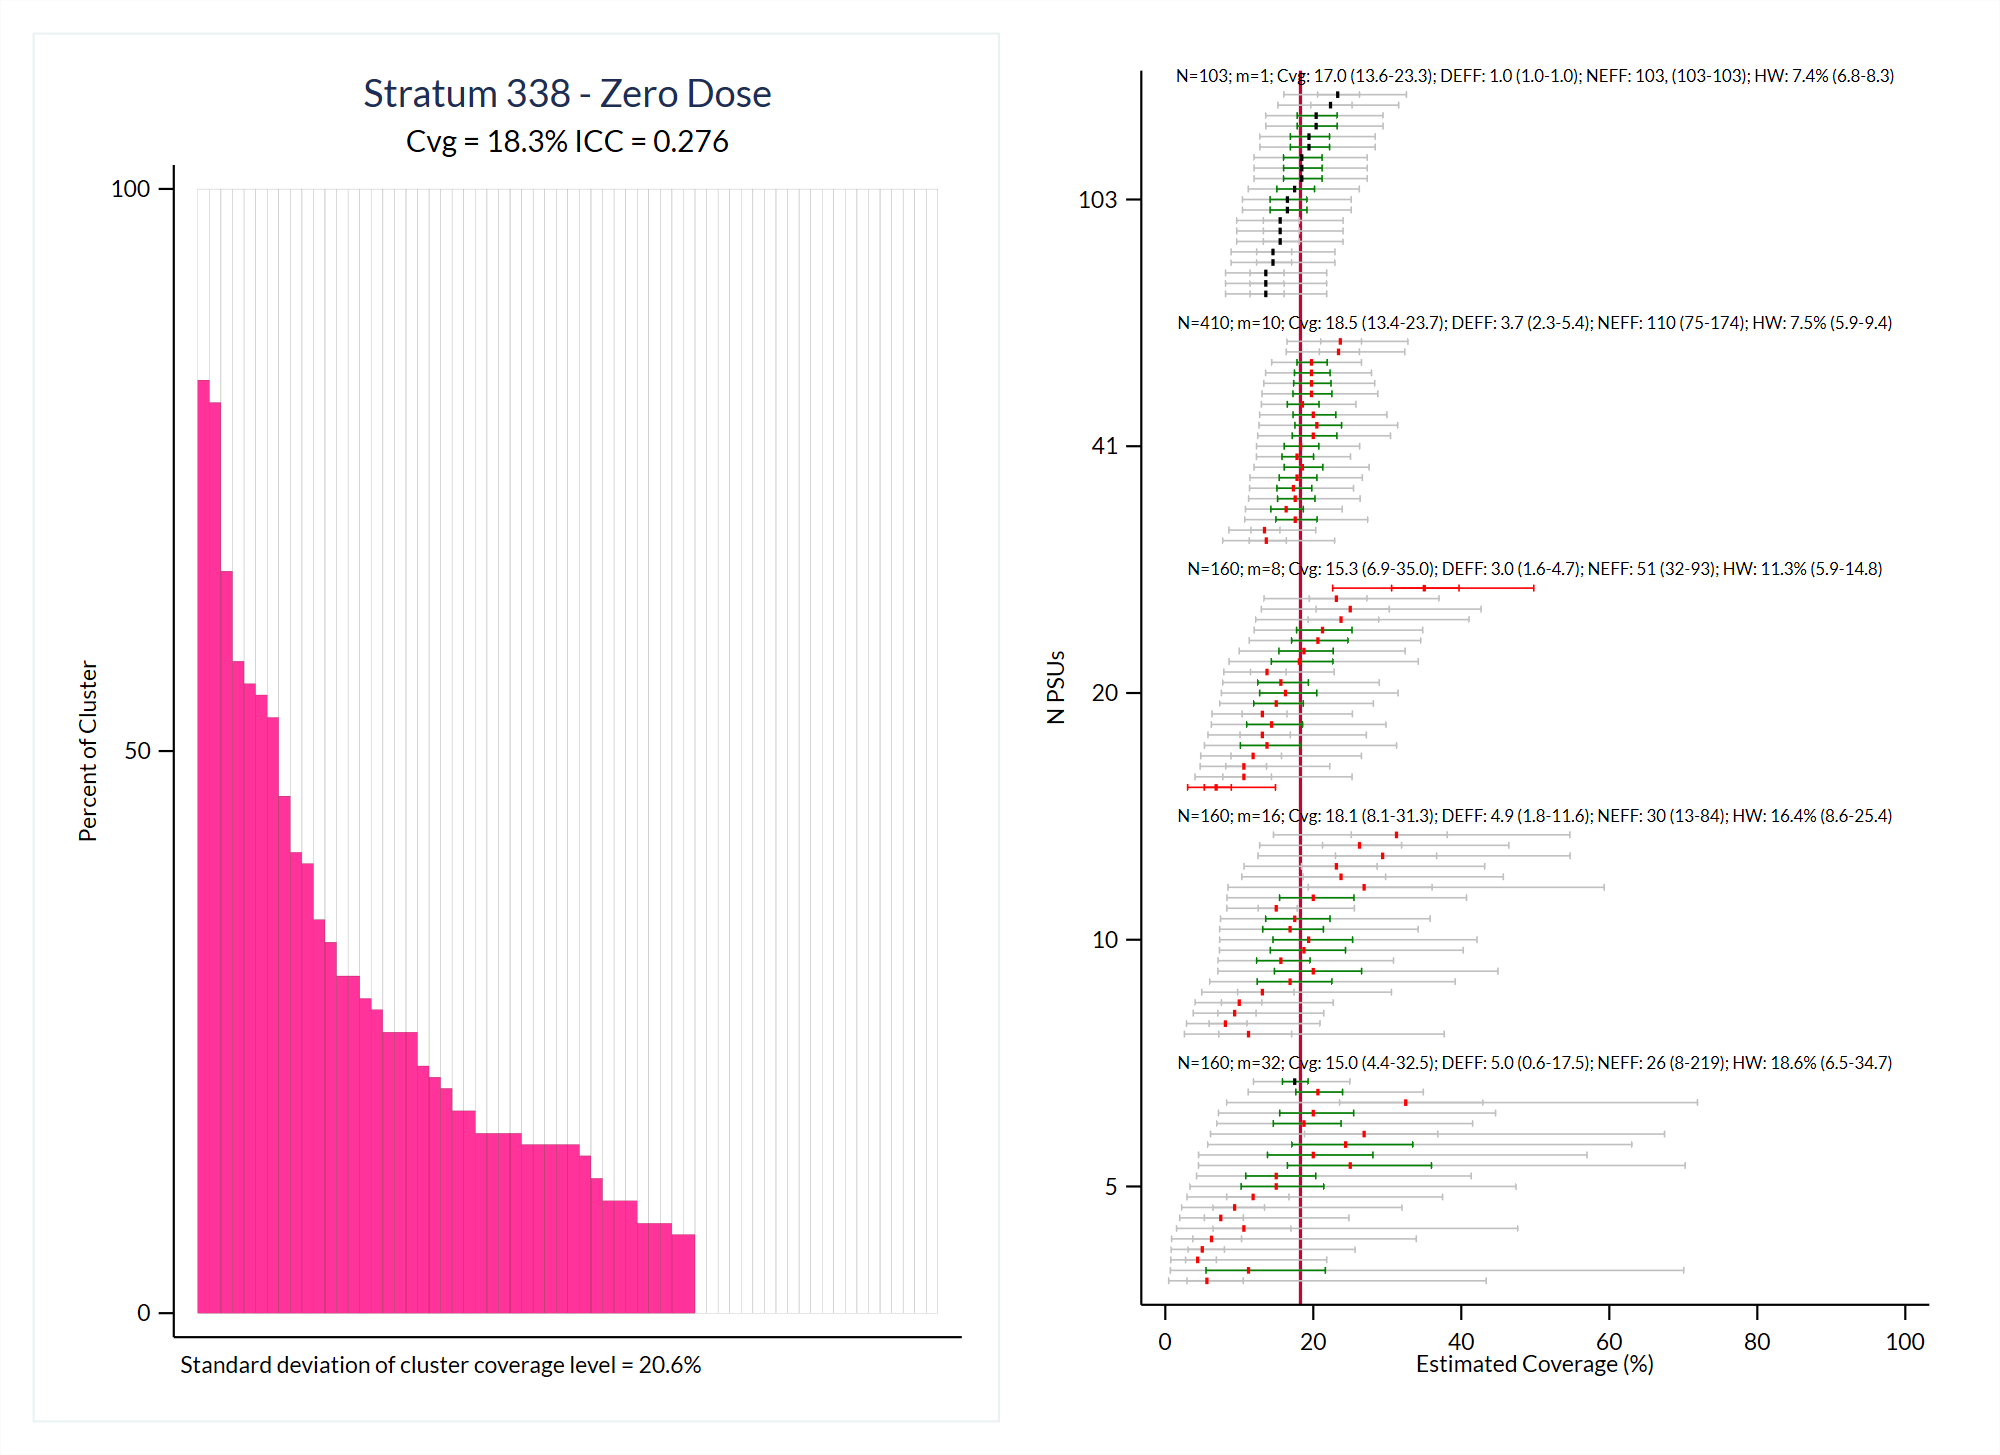 Stratum 338 - Zero Dose
Cvg = 18.3% ICC = 0.276
100
50
0
Percent of Cluster
Standard deviation of cluster coverage level = 20.6%
N=103; m=1; Cvg: 17.0 (13.6-23.3); DEFF: 1.0 (1.0-1.0); NEFF: 103, (103-103); HW: 7.4% (6.8-8.3)
103
N=410; m=10; Cvg: 18.5 (13.4-23.7); DEFF: 3.7 (2.3-5.4); NEFF: 110 (75-174); HW: 7.5% (5.9-9.4)
41
N=160; m=8; Cvg: 15.3 (6.9-35.0); DEFF: 3.0 (1.6-4.7); NEFF: 51 (32-93); HW: 11.3% (5.9-14.8)
20
N PSUs
N=160; m=16; Cvg: 18.1 (8.1-31.3); DEFF: 4.9 (1.8-11.6); NEFF: 30 (13-84); HW: 16.4% (8.6-25.4)
10
N=160; m=32; Cvg: 15.0 (4.4-32.5); DEFF: 5.0 (0.6-17.5); NEFF: 26 (8-219); HW: 18.6% (6.5-34.7)
5
0 20 40 60 80 100
Estimated Coverage (%)